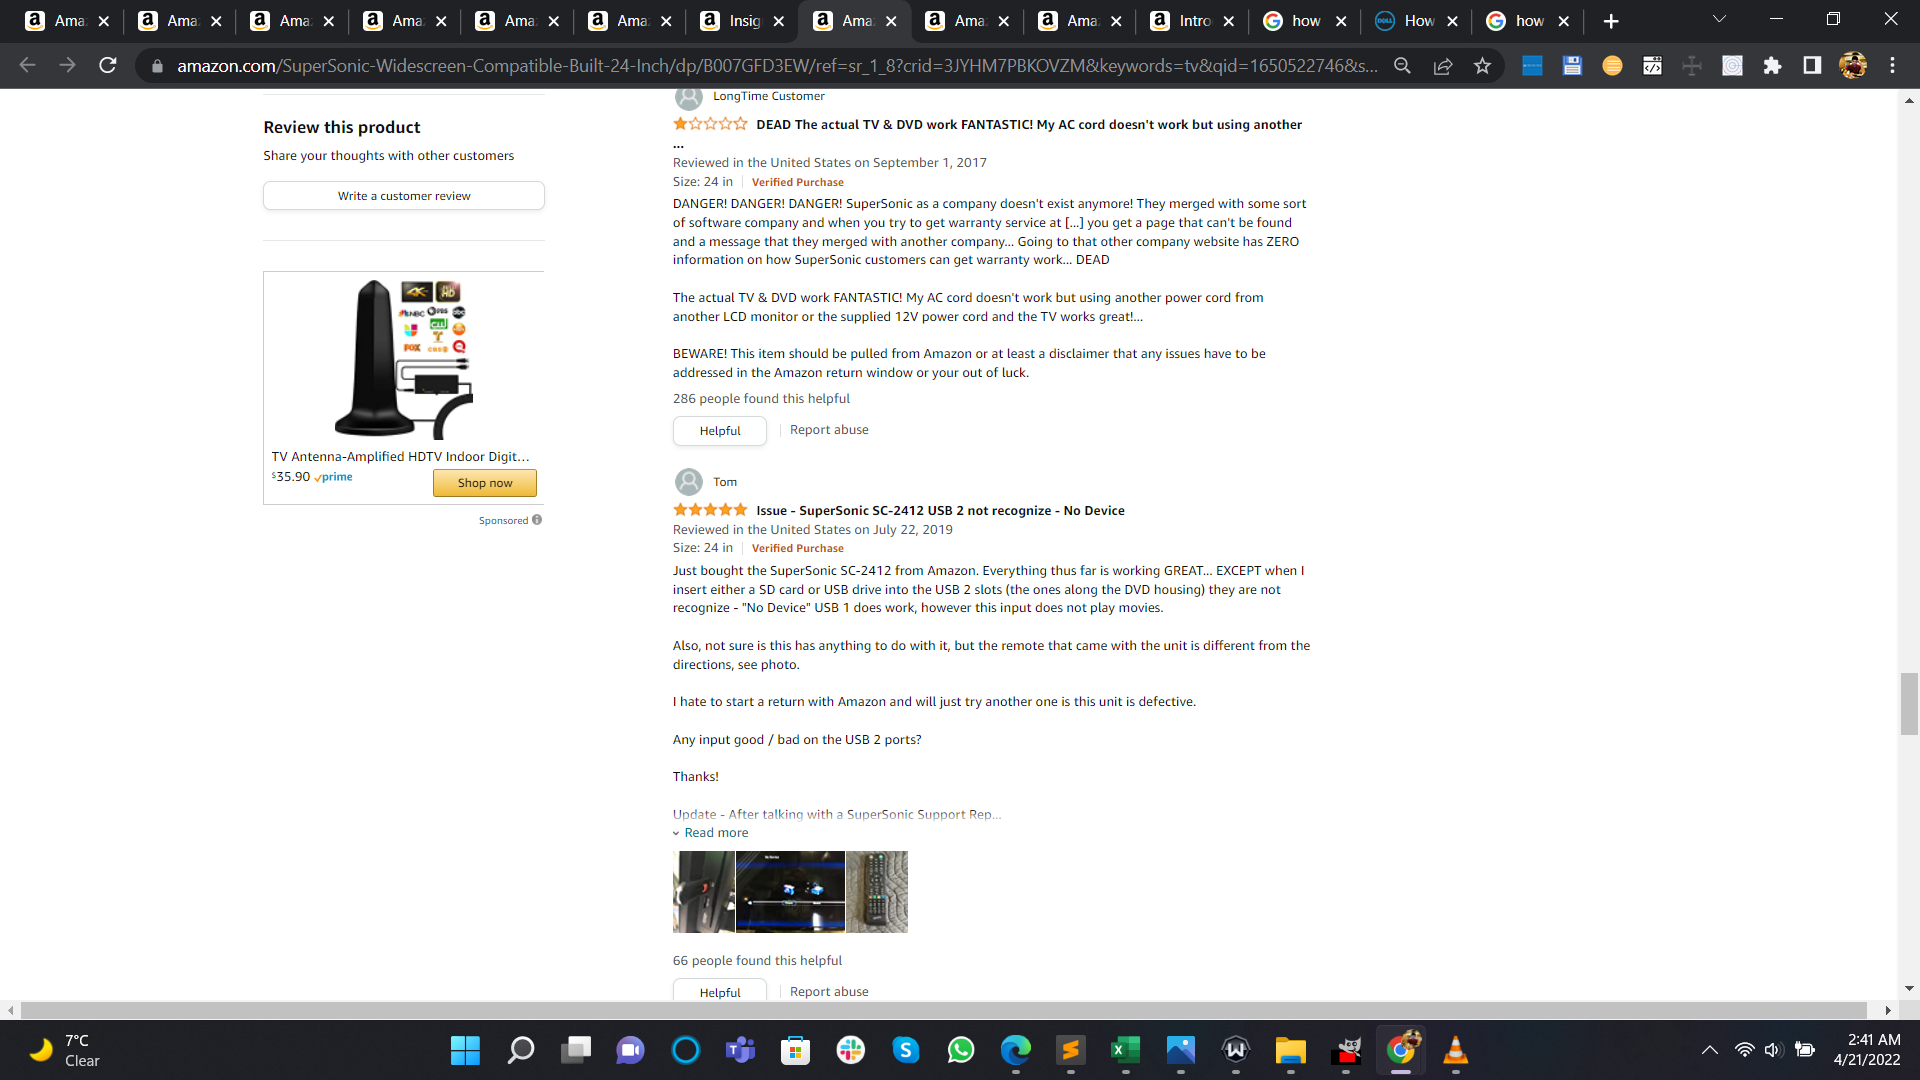 Ama
Ama
Ama
Ama
Ama
Ama
Insig
Ama
Ama
Ama
Intro
how
How
how
amazon.com/SuperSonic-Widescreen-Compatible-Built-24-Inch/dp/B007GFD3EW/ref=sr_1_8?crid=3JYHM7PBKOVZM&keywords=tv&qid=1650522746&s...
Review this product
Share your thoughts with other customers
Write a customer review
4K
HD
NBC
PBS
abc
CW
FOX
TV Antenna-Amplified HDTV Indoor Digit...
$35.90 prime
Shop now
Sponsored
LongTime Customer
DEAD The actual TV & DVD work FANTASTIC! My AC cord doesn't work but using another
...
Reviewed in the United States on September 1, 2017
Size: 24 in | Verified Purchase
DANGER! DANGER! DANGER! SuperSonic as a company doesn't exist anymore! They merged with some sort
of software company and when you try to get warranty service at [...] you get a page that can't be found
and a message that they merged with another company... Going to that other company website has ZERO
information on how SuperSonic customers can get warranty work... DEAD
The actual TV & DVD work FANTASTIC! My AC cord doesn't work but using another power cord from
another LCD monitor or the supplied 12V power cord and the TV works great!...
BEWARE! This item should be pulled from Amazon or at least a disclaimer that any issues have to be
addressed in the Amazon return window or your out of luck.
286 people found this helpful
Helpful | Report abuse
Tom
Issue - SuperSonic SC-2412 USB 2 not recognize - No Device
Reviewed in the United States on July 22, 2019
Size: 24 in | Verified Purchase
Just bought the SuperSonic SC-2412 from Amazon. Everything thus far is working GREAT... EXCEPT when I
insert either a SD card or USB drive into the USB 2 slots (the ones along the DVD housing) they are not
recognize - "No Device" USB 1 does work, however this input does not play movies.
Also, not sure is this has anything to do with it, but the remote that came with the unit is different from the
directions, see photo.
I hate to start a return with Amazon and will just try another one is this unit is defective.
Any input good / bad on the USB 2 ports?
Thanks!
Update - After talking with a SuperSonic Support Rep...
Read more
66 people found this helpful
Helpful | Report abuse
7°C
Clear
2:41 AM
4/21/2022